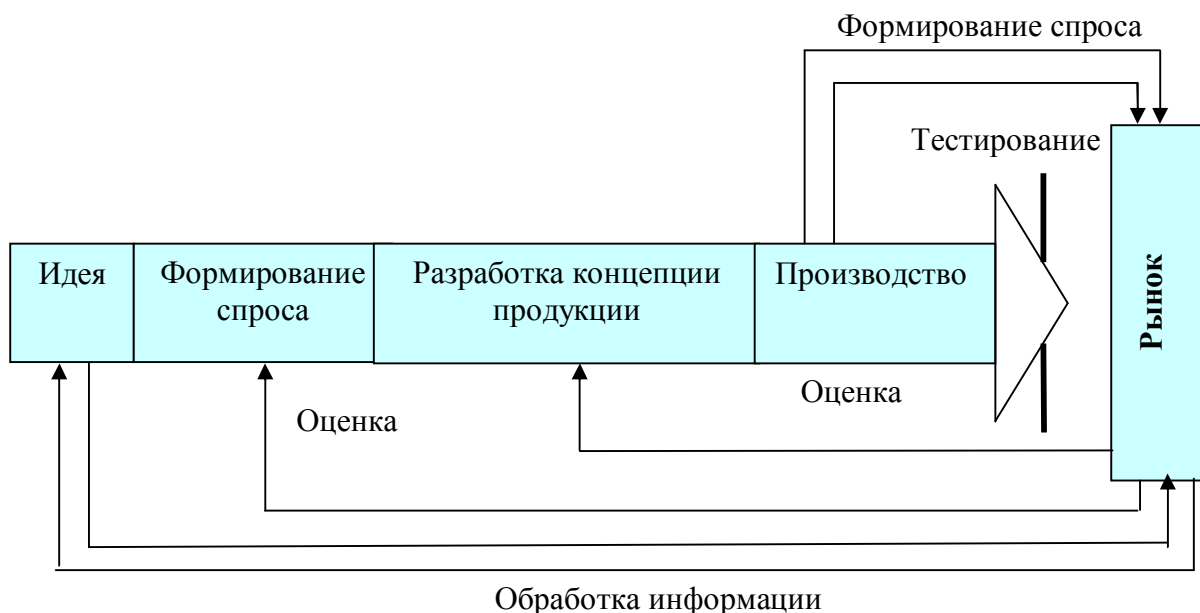 Формирование спроса
Тестирование
Идея
Формирование
спроса
Разработка концепции
продукции
Производство
Рынок
Оценка
Оценка
Обработка информации